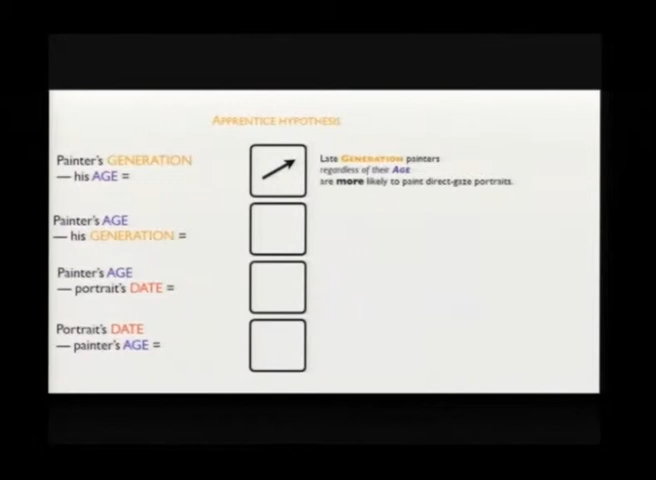 APPRENTICE HYPOTHESIS
Painter's GENERATION
— his AGE =
Late GENERATION painters
regardless of their AGE
are more likely to paint direct-gaze portraits.
Painter's AGE
— his GENERATION =
Painter's AGE
— portrait's DATE =
Portrait's DATE
— painter's AGE =